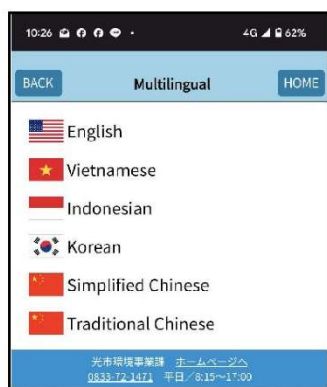 10:26 4G 62%
BACK Multilingual HOME
English
Vietnamese
Indonesian
Korean
Simplified Chinese
Traditional Chinese
光市環境事業課 ホームページへ
0833-72-1471 平日/8:15~17:00